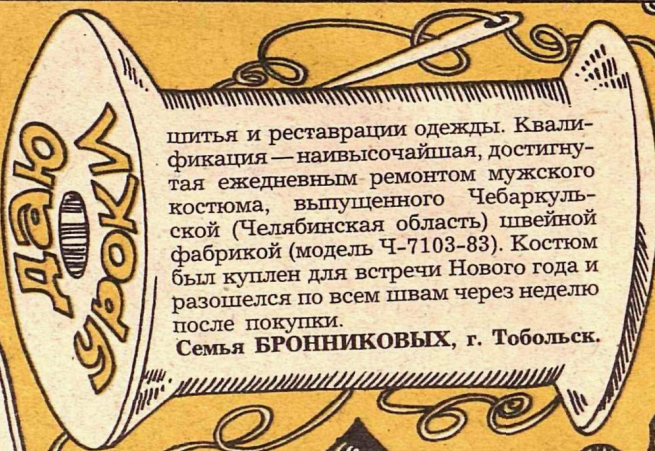 даю
уроки
шитья и реставрации одежды. Квали-
фикация — наивысочайшая, достигну-
тая ежедневным ремонтом мужского
костюма, выпущенного Чебаркуль-
ской (Челябинская область) швейной
фабрикой (модель Ч-7103-83). Костюм
был куплен для встречи Нового года и
разошелся по всем швам через неделю
после покупки.
Семья БРОННИКОВЫХ, г. Тобольск.